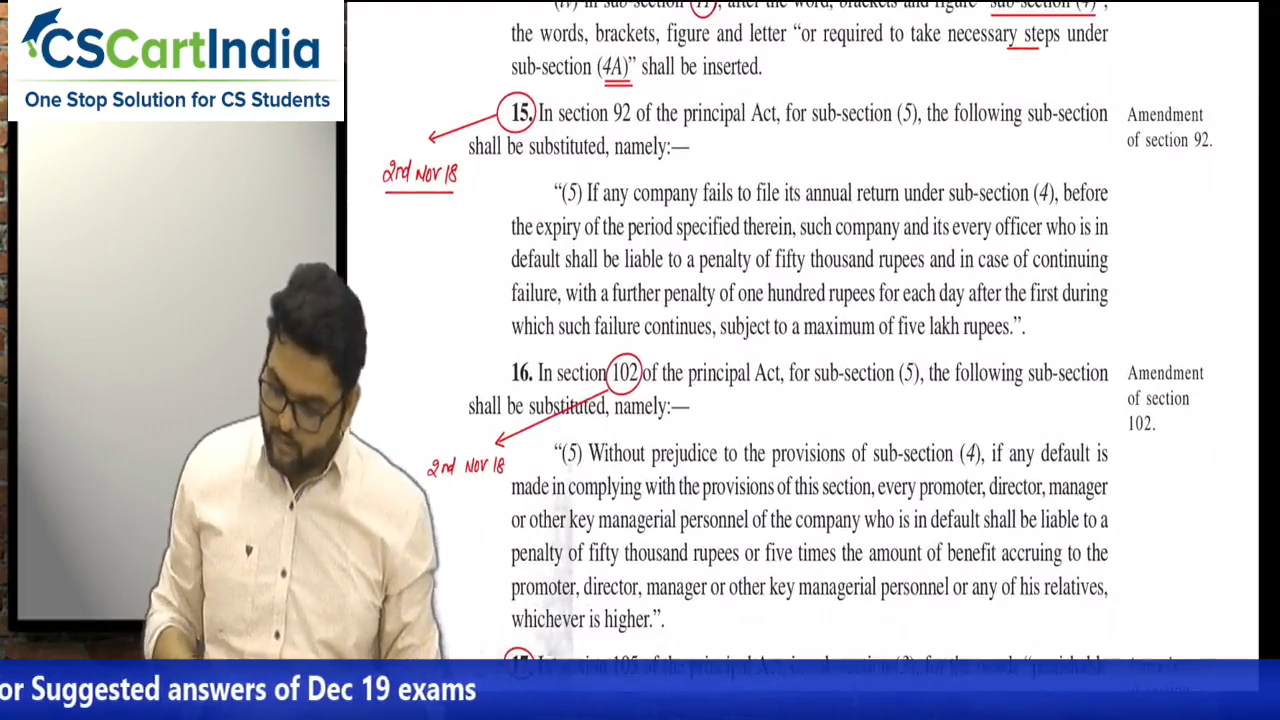 CSCartIndia
One Stop Solution for CS Students
the words, brackets, figure and letter “or required to take necessary steps under
sub-section (4A)” shall be inserted.
15. In section 92 of the principal Act, for sub-section (5), the following sub-section
shall be substituted, namely:—
Amendment
of section 92.
2nd Nov 18
“(5) If any company fails to file its annual return under sub-section (4), before
the expiry of the period specified therein, such company and its every officer who is in
default shall be liable to a penalty of fifty thousand rupees and in case of continuing
failure, with a further penalty of one hundred rupees for each day after the first during
which such failure continues, subject to a maximum of five lakh rupees.”.
16. In section 102 of the principal Act, for sub-section (5), the following sub-section
shall be substituted, namely:—
Amendment
of section
102.
2nd Nov 18
“(5) Without prejudice to the provisions of sub-section (4), if any default is
made in complying with the provisions of this section, every promoter, director, manager
or other key managerial personnel of the company who is in default shall be liable to a
penalty of fifty thousand rupees or five times the amount of benefit accruing to the
promoter, director, manager or other key managerial personnel or any of his relatives,
whichever is higher.”.
or Suggested answers of Dec 19 exams